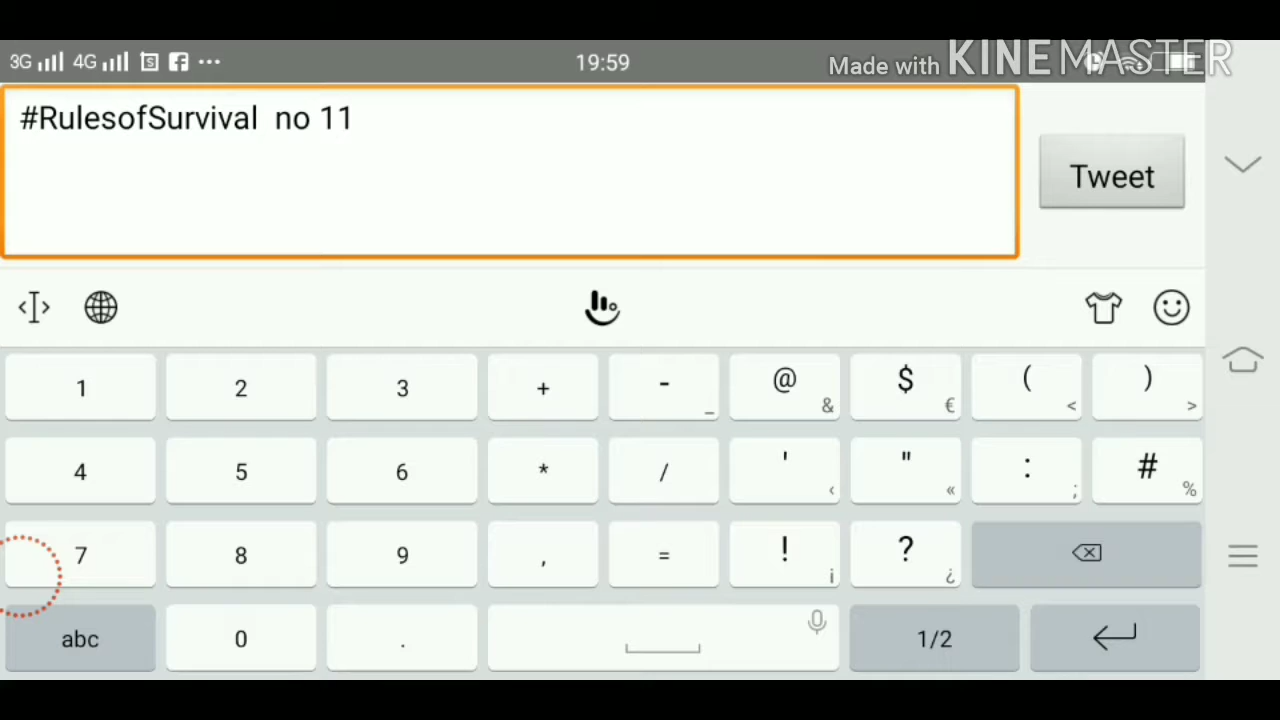 3G 4G S f ... 19:59 Made with KINEMASTER
#RulesofSurvival no 11
Tweet
1 2 3 + - _ @ & $ € ( < ) >
4 5 6 * / ' ‹ " « : ; # %
7 8 9 , = ! ¡ ? ¿
abc 0 . 1/2